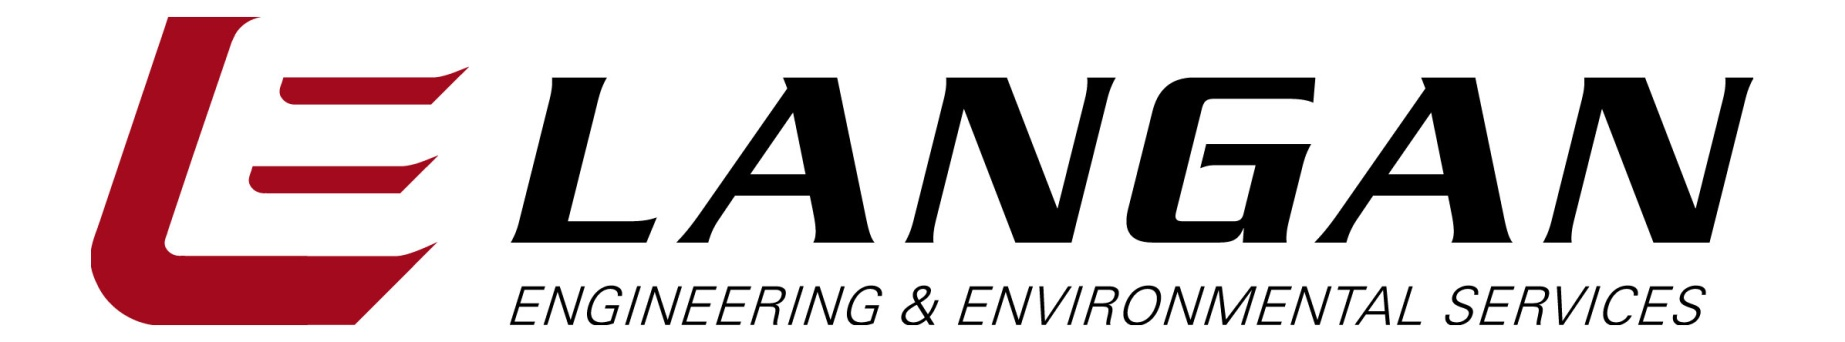 LANGAN
ENGINEERING & ENVIRONMENTAL SERVICES